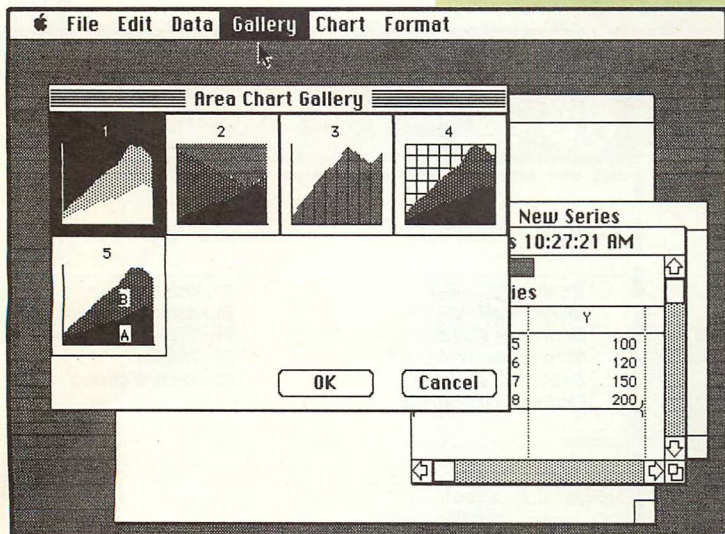 File Edit Data Gallery Chart Format
Area Chart Gallery
1 2 3 4
5
B
A
OK Cancel
New Series
10:27:21 AM
ies
Y
5 100
6 120
7 150
8 200